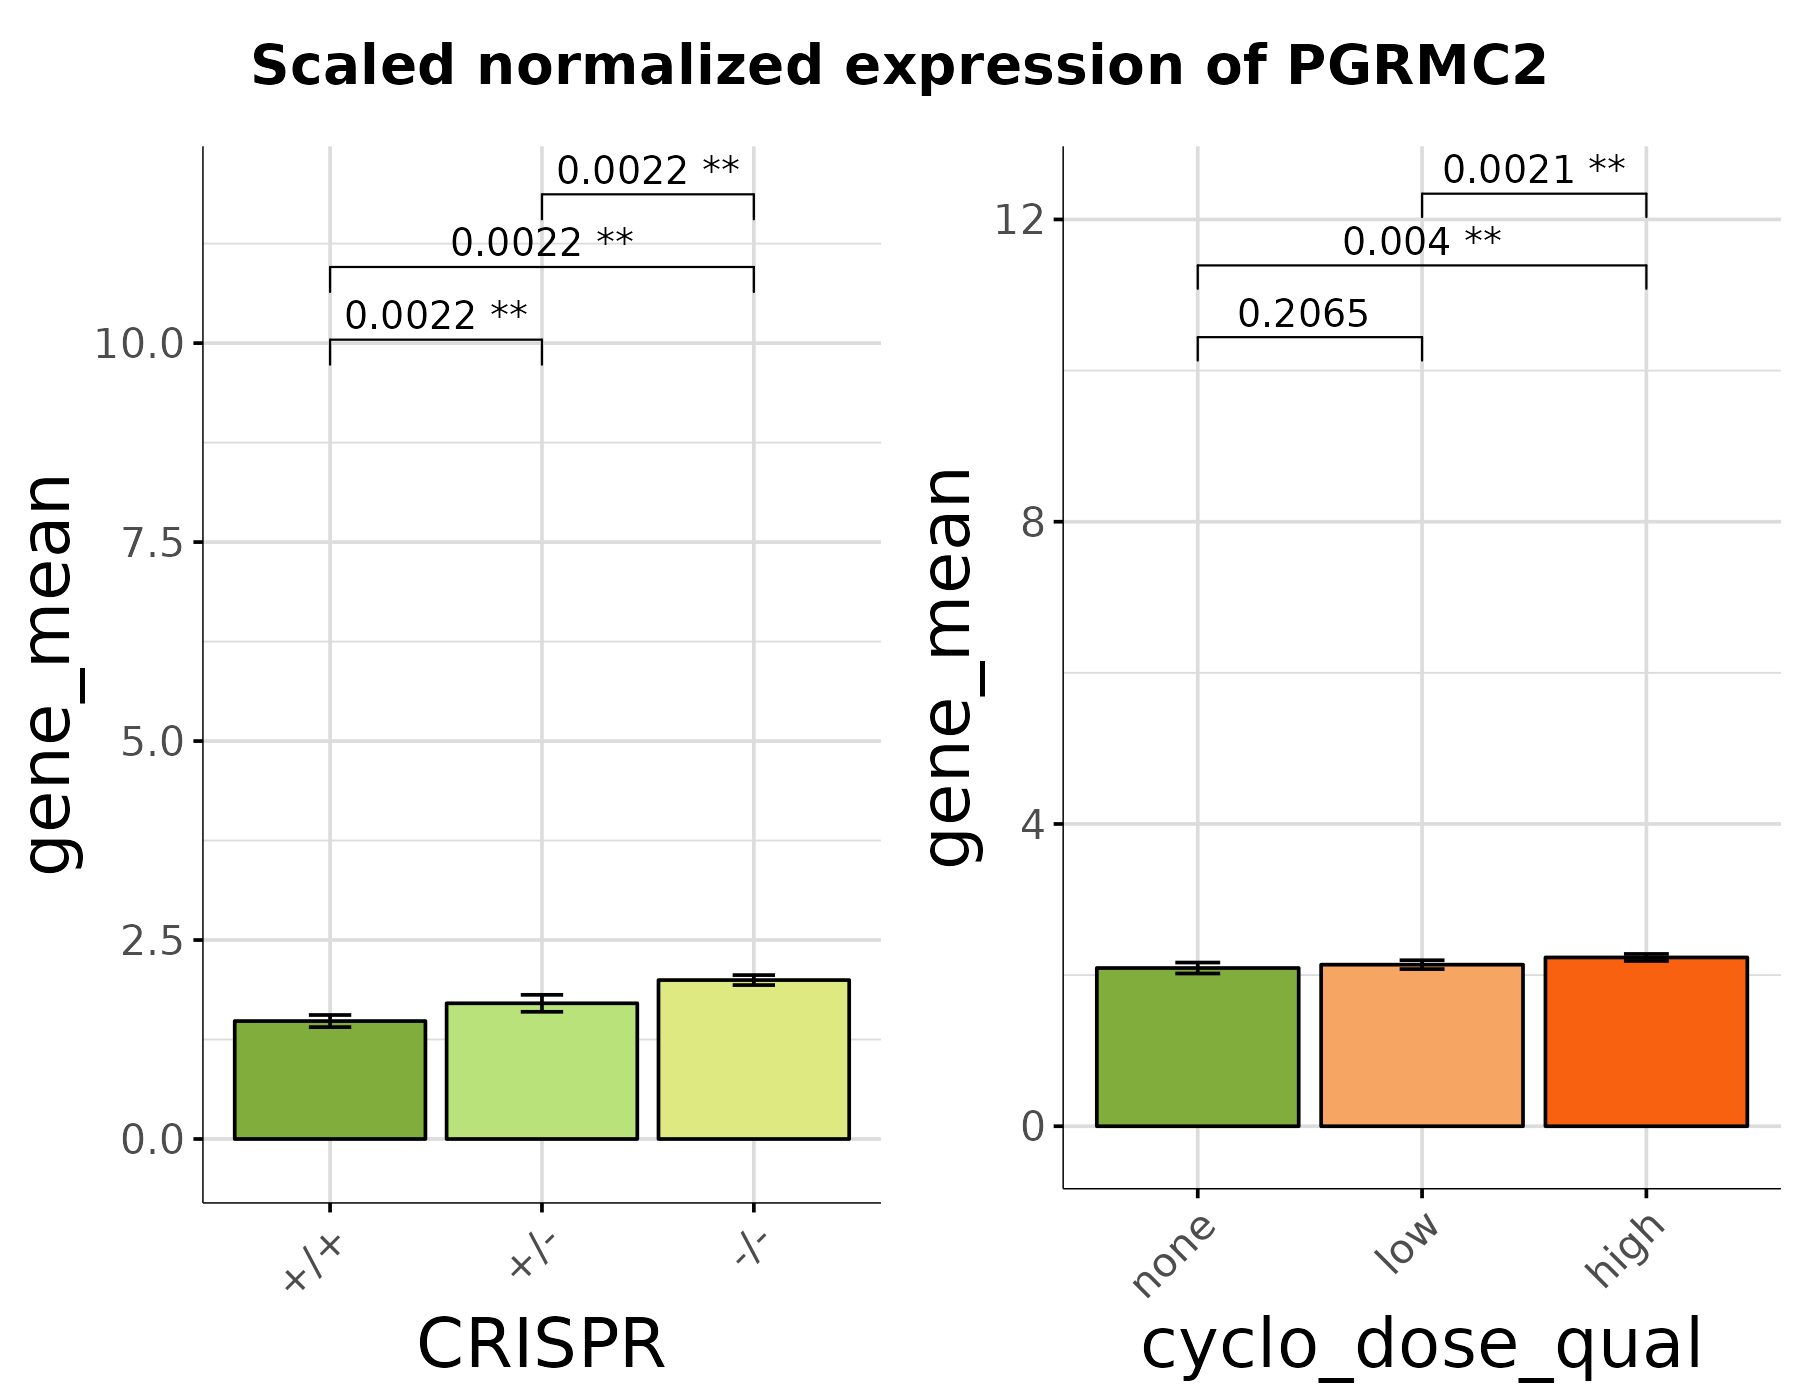 Scaled normalized expression of PGRMC2
gene_mean
0.0022 **
0.0022 **
0.0022 **
10.0
7.5
5.0
2.5
0.0
+/+
+/-
-/-
CRISPR
gene_mean
0.0021 **
12
0.004 **
0.2065
8
4
0
none
low
high
cyclo_dose_qual